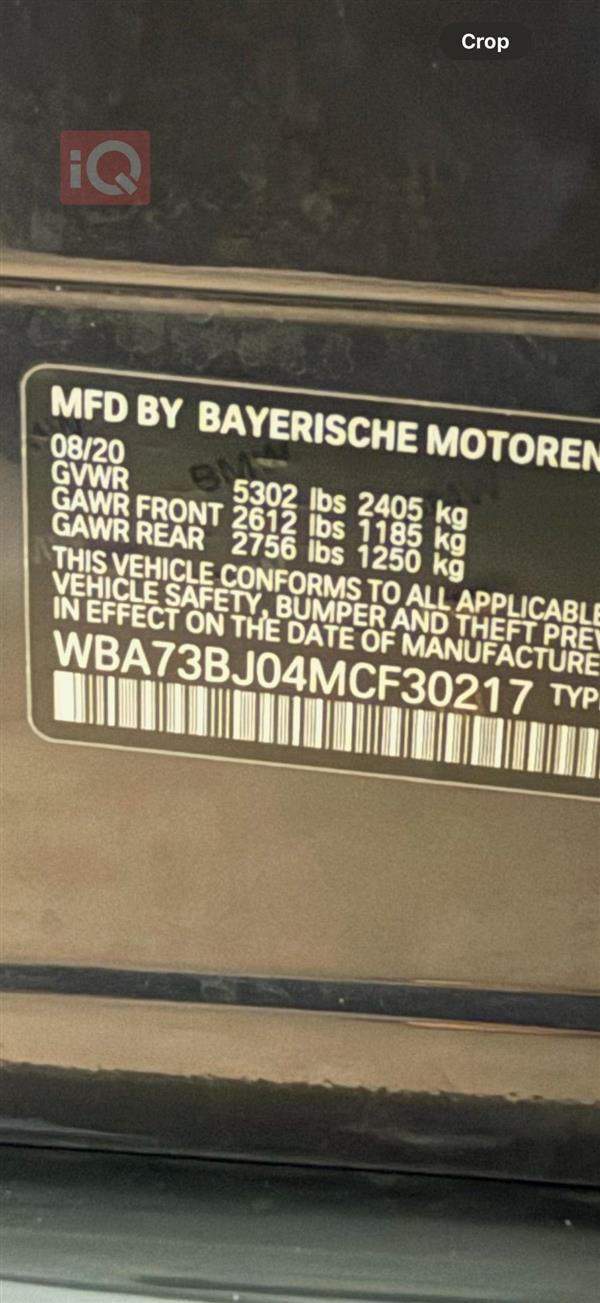 Crop
iQ
MFD BY BAYERISCHE MOTOREN
08/20
GVWR 5302 lbs 2405 kg
GAWR FRONT 2612 lbs 1185 kg
GAWR REAR 2756 lbs 1250 kg
THIS VEHICLE CONFORMS TO ALL APPLICABLE
VEHICLE SAFETY, BUMPER AND THEFT PREV
IN EFFECT ON THE DATE OF MANUFACTURE
WBA73BJ04MCF30217 TYP